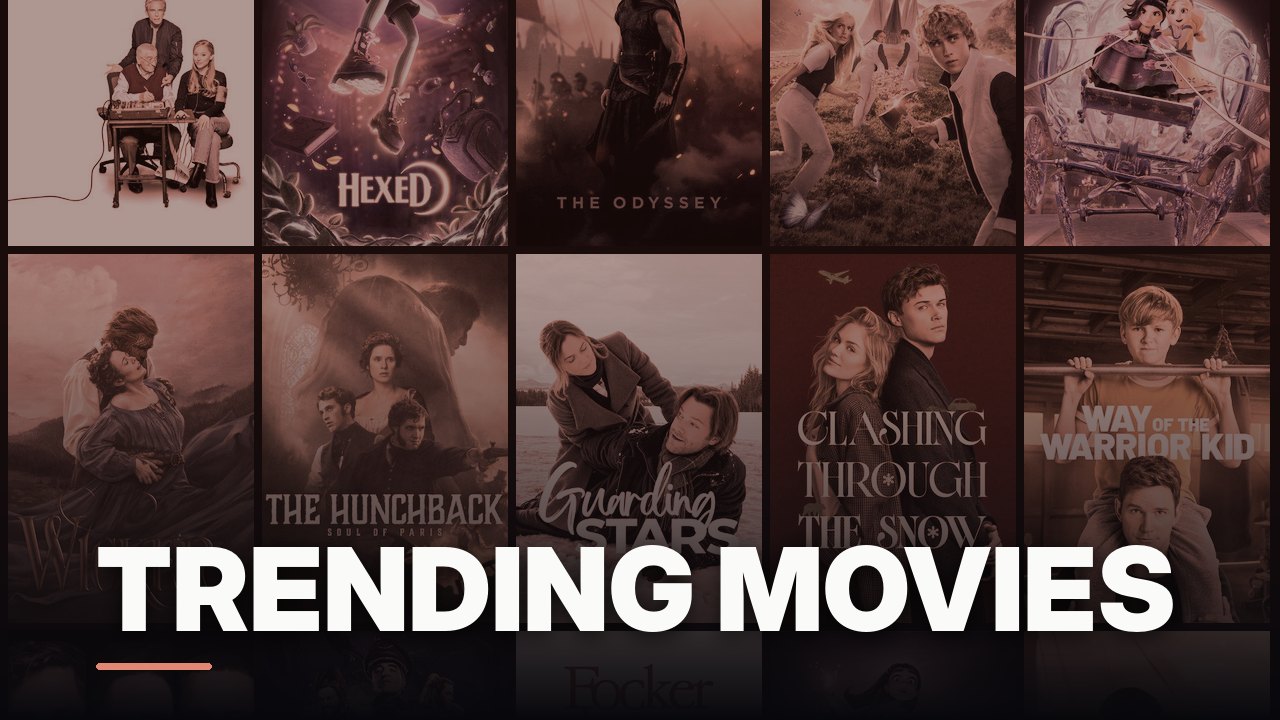 HEXED
THE ODYSSEY
THE HUNCHBACK
SOUL OF PARIS
Guarding
STARS
CLASHING
THROUGH
THE SNOW
WAY OF THE
WARRIOR KID
TRENDING MOVIES
Focker